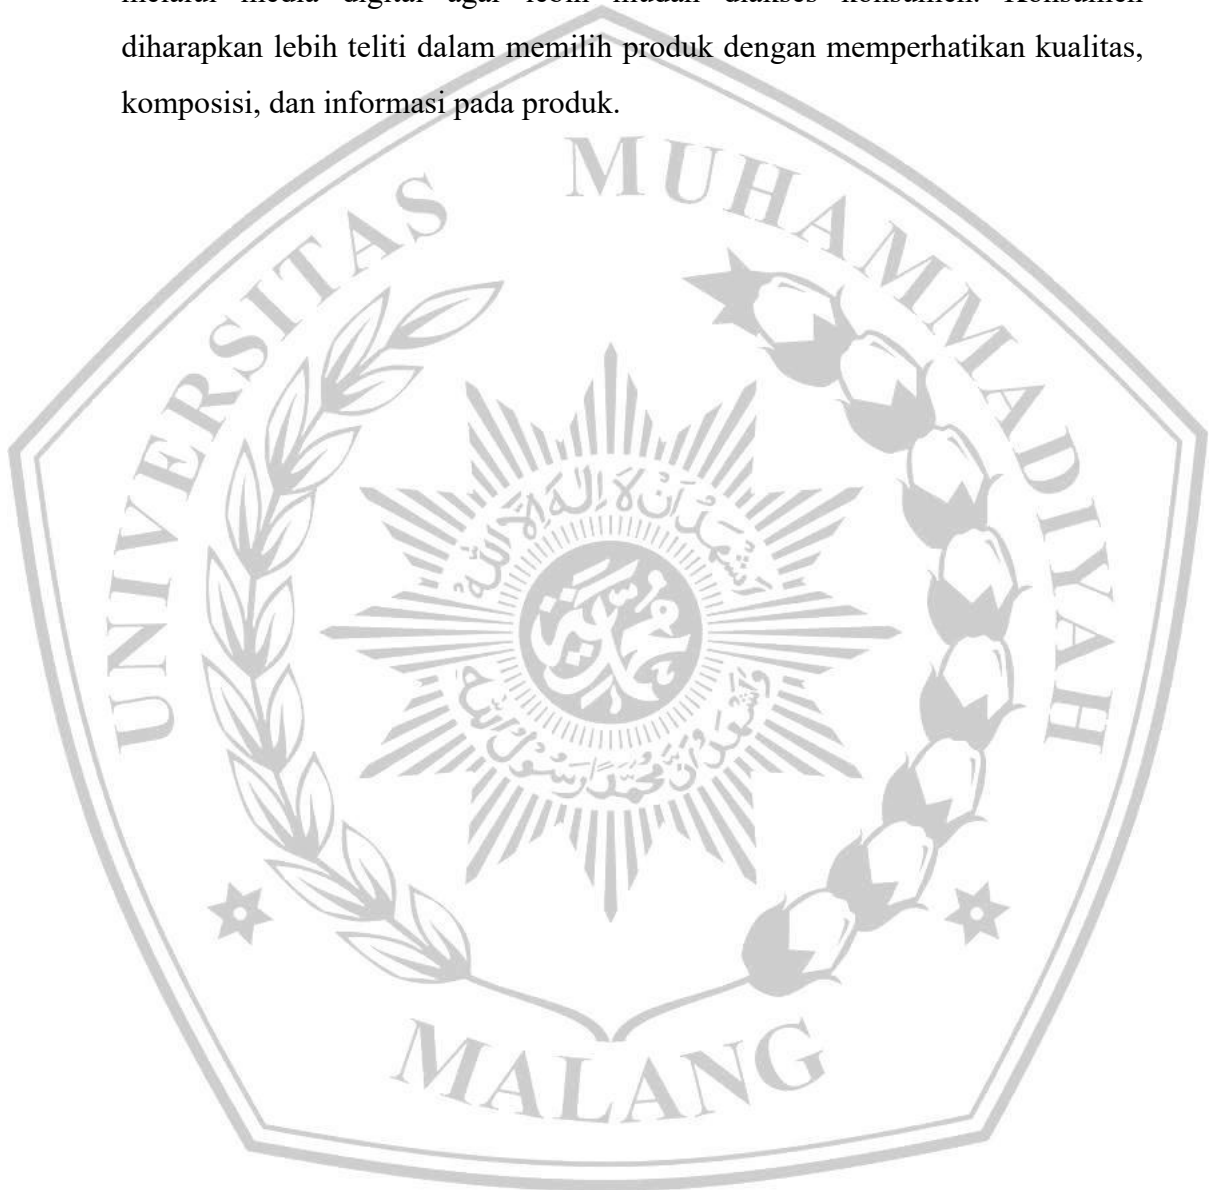 melalui media digital agar lebih mudah diakses konsumen. Konsumen
diharapkan lebih teliti dalam memilih produk dengan memperhatikan kualitas,
komposisi, dan informasi pada produk.
UNIVERSITAS MUHAMMADIYAH
MALANG